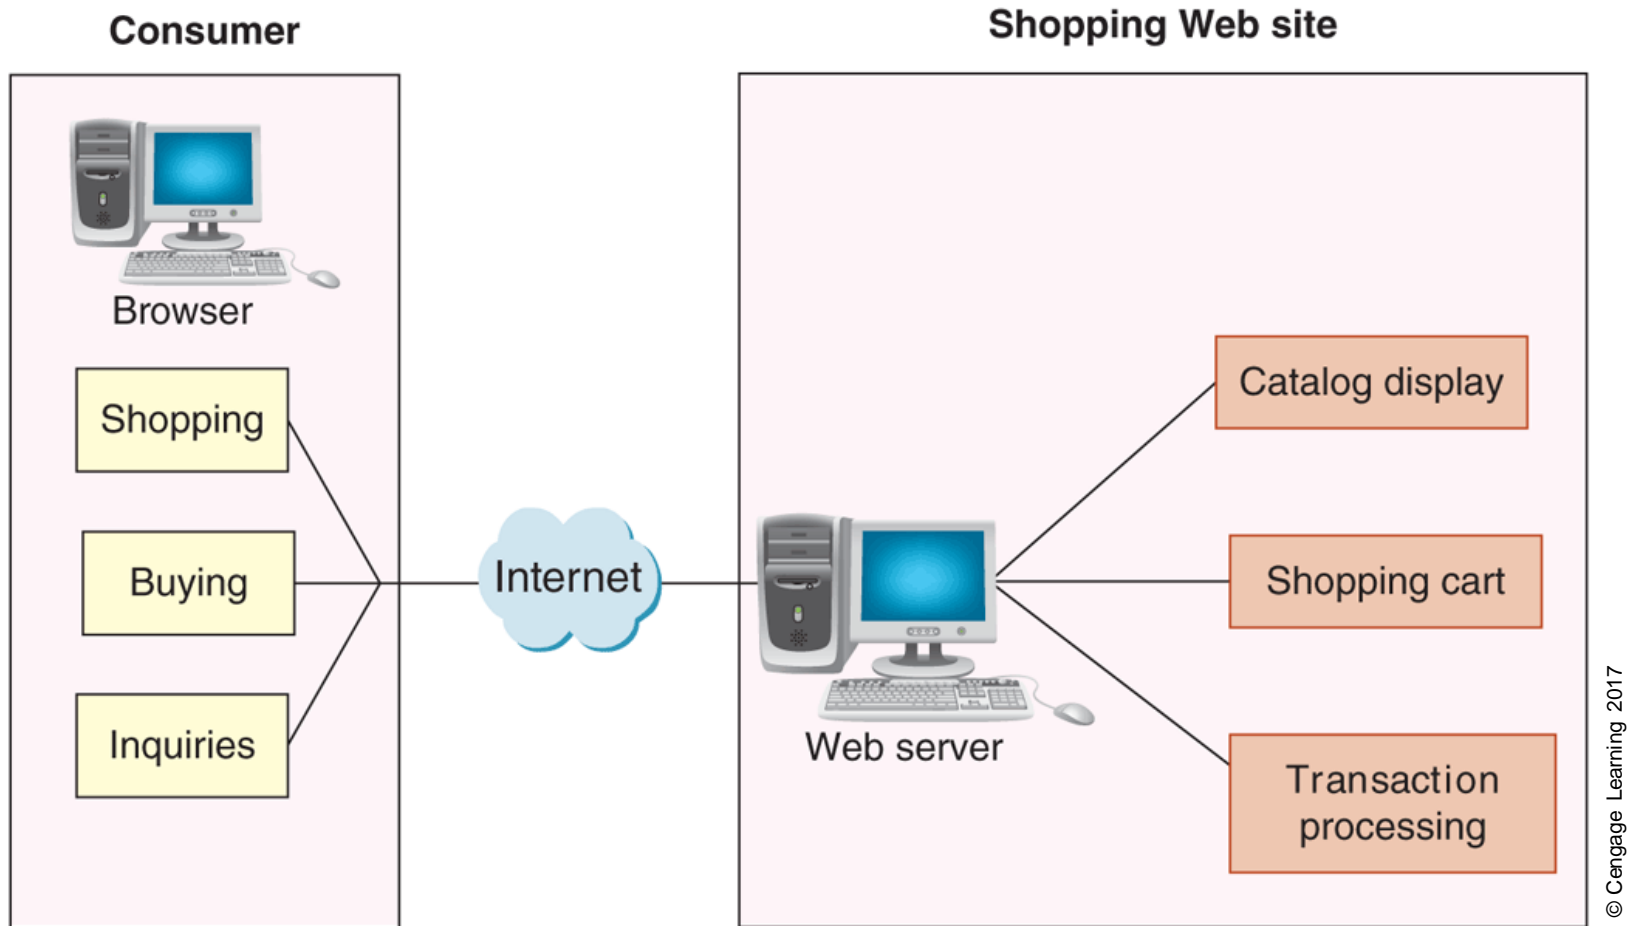 Consumer
Shopping Web site
Browser
Shopping
Buying
Inquiries
Internet
Web server
Catalog display
Shopping cart
Transaction
processing
© Cengage Learning 2017